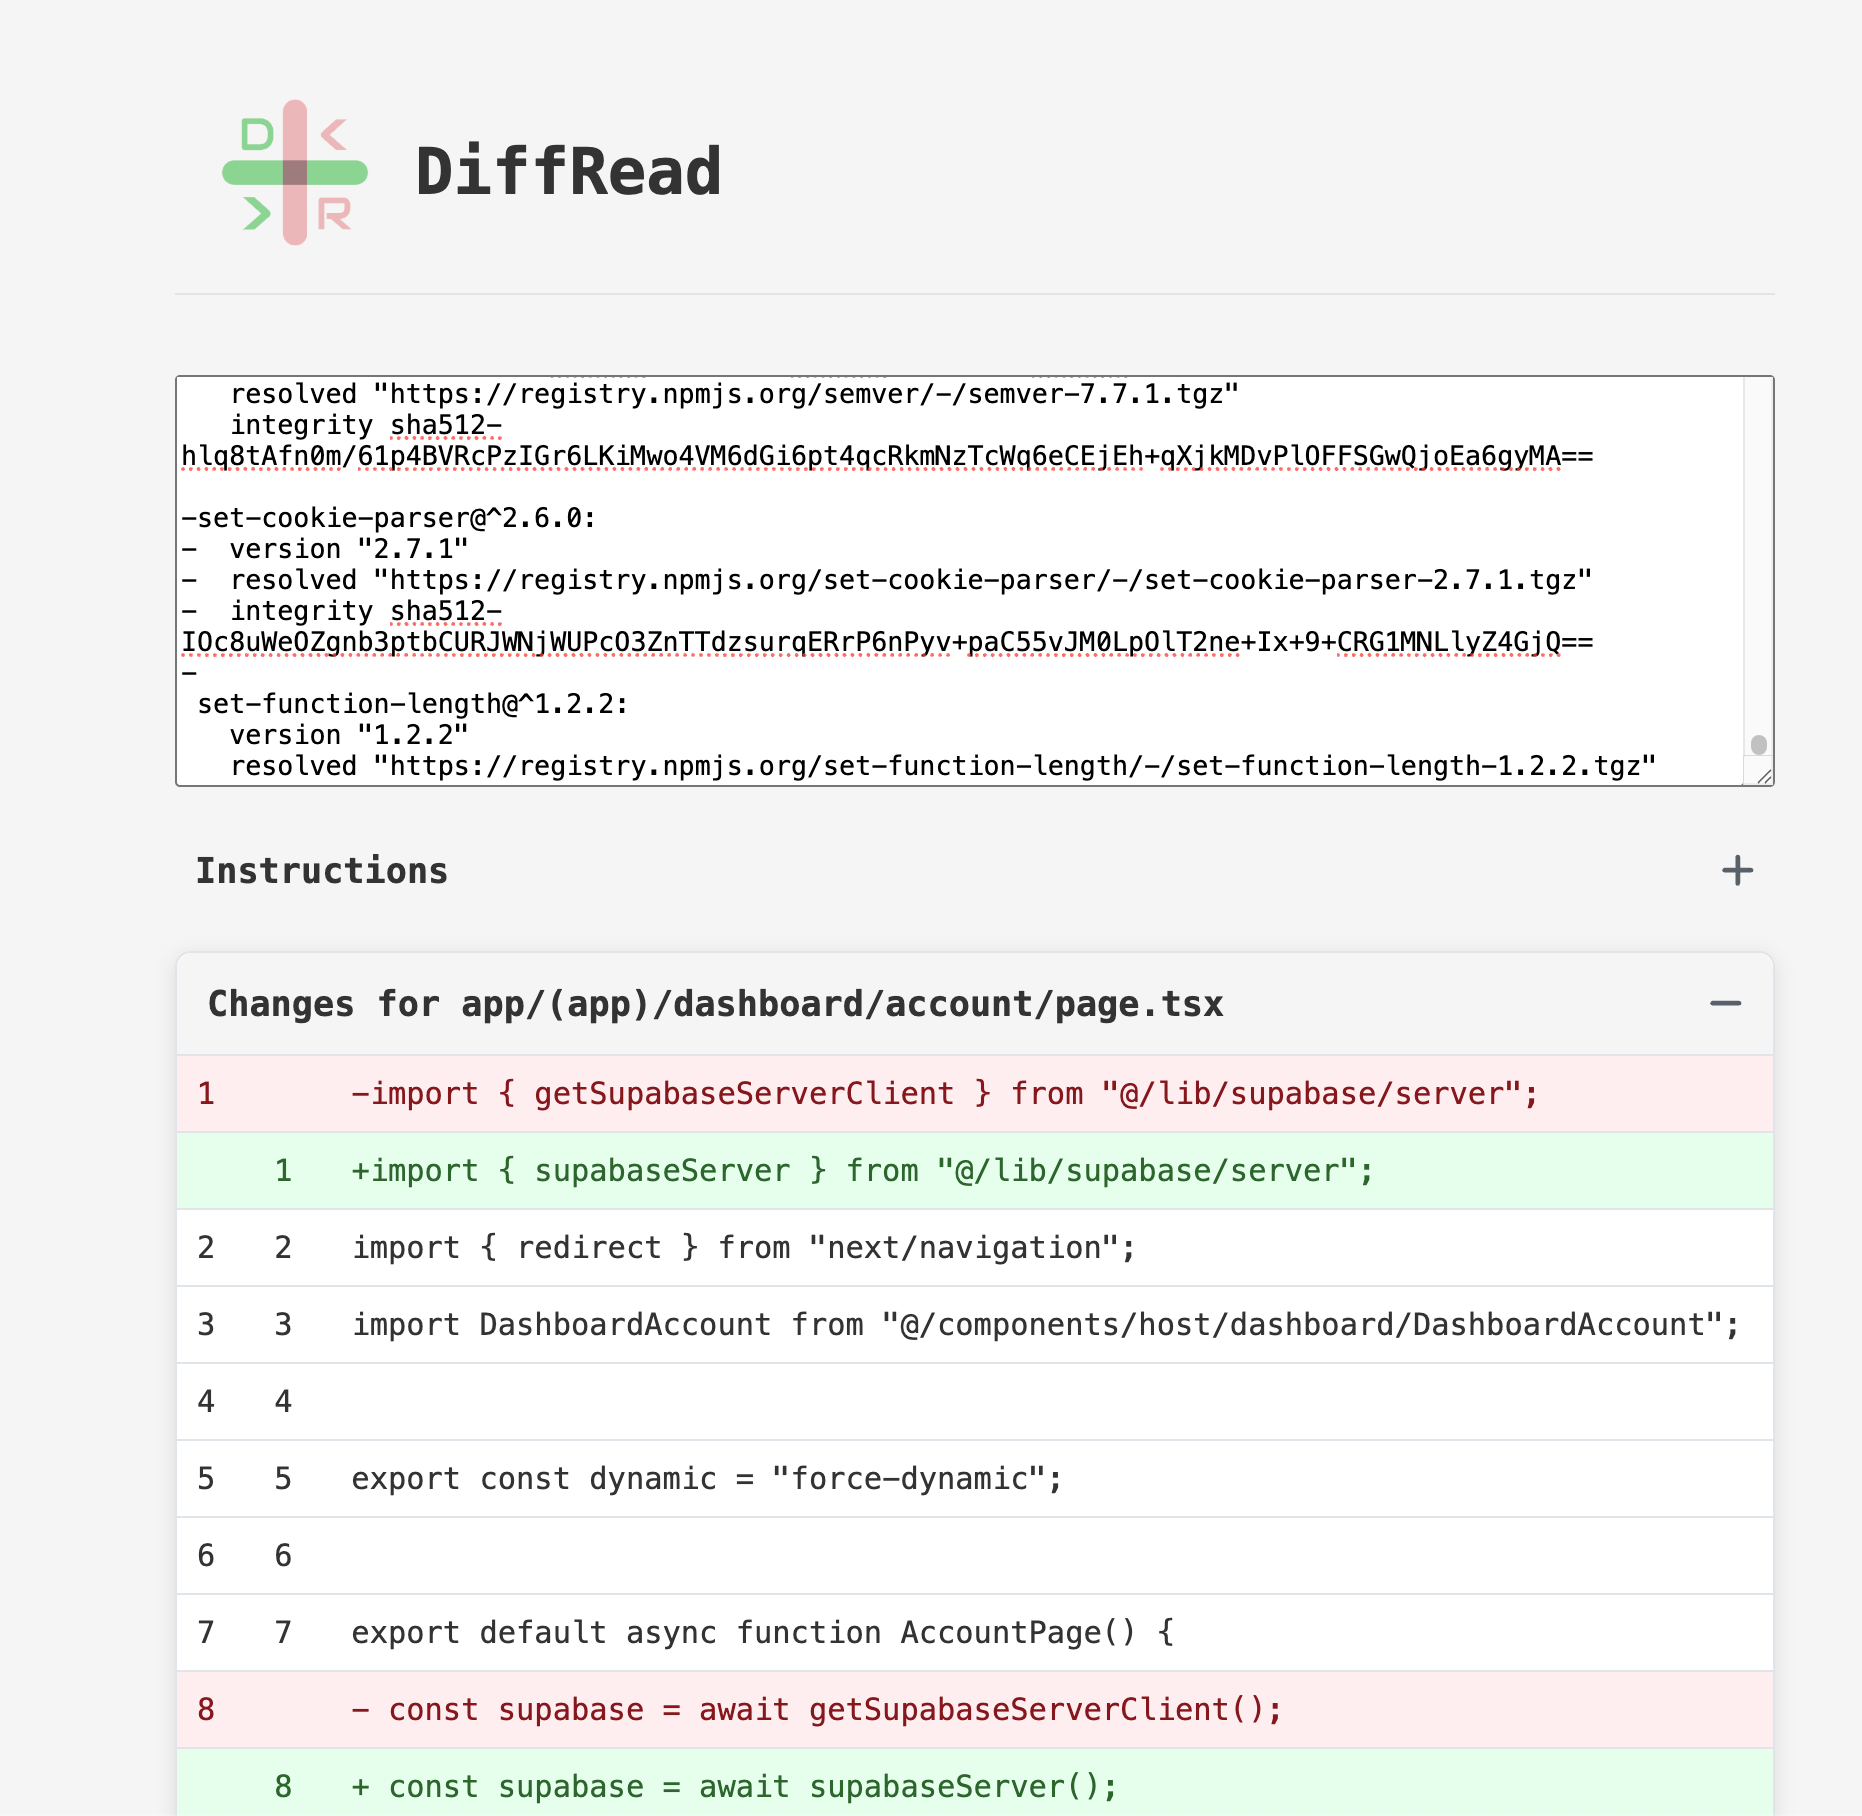 D <
> R
DiffRead
resolved "https://registry.npmjs.org/semver/-/semver-7.7.1.tgz"
integrity sha512-
hlq8tAfn0m/61p4BVRcPzIGr6LKiMwo4VM6dGi6pt4qcRkmNzTcWq6eCEjEh+qXjkMDvPlOFFSGwQjoEa6gyMA==
-set-cookie-parser@^2.6.0:
-  version "2.7.1"
-  resolved "https://registry.npmjs.org/set-cookie-parser/-/set-cookie-parser-2.7.1.tgz"
-  integrity sha512-
IOc8uWeOZgnb3ptbCURJWNjWUPcO3ZnTTdzsurqERrP6nPyv+paC55vJM0LpOlT2ne+Ix+9+CRG1MNLlyZ4GjQ==
-
set-function-length@^1.2.2:
version "1.2.2"
resolved "https://registry.npmjs.org/set-function-length/-/set-function-length-1.2.2.tgz"
Instructions +
Changes for app/(app)/dashboard/account/page.tsx −
1 -import { getSupabaseServerClient } from "@/lib/supabase/server";
1 +import { supabaseServer } from "@/lib/supabase/server";
2 2 import { redirect } from "next/navigation";
3 3 import DashboardAccount from "@/components/host/dashboard/DashboardAccount";
4 4
5 5 export const dynamic = "force-dynamic";
6 6
7 7 export default async function AccountPage() {
8 - const supabase = await getSupabaseServerClient();
8 + const supabase = await supabaseServer();